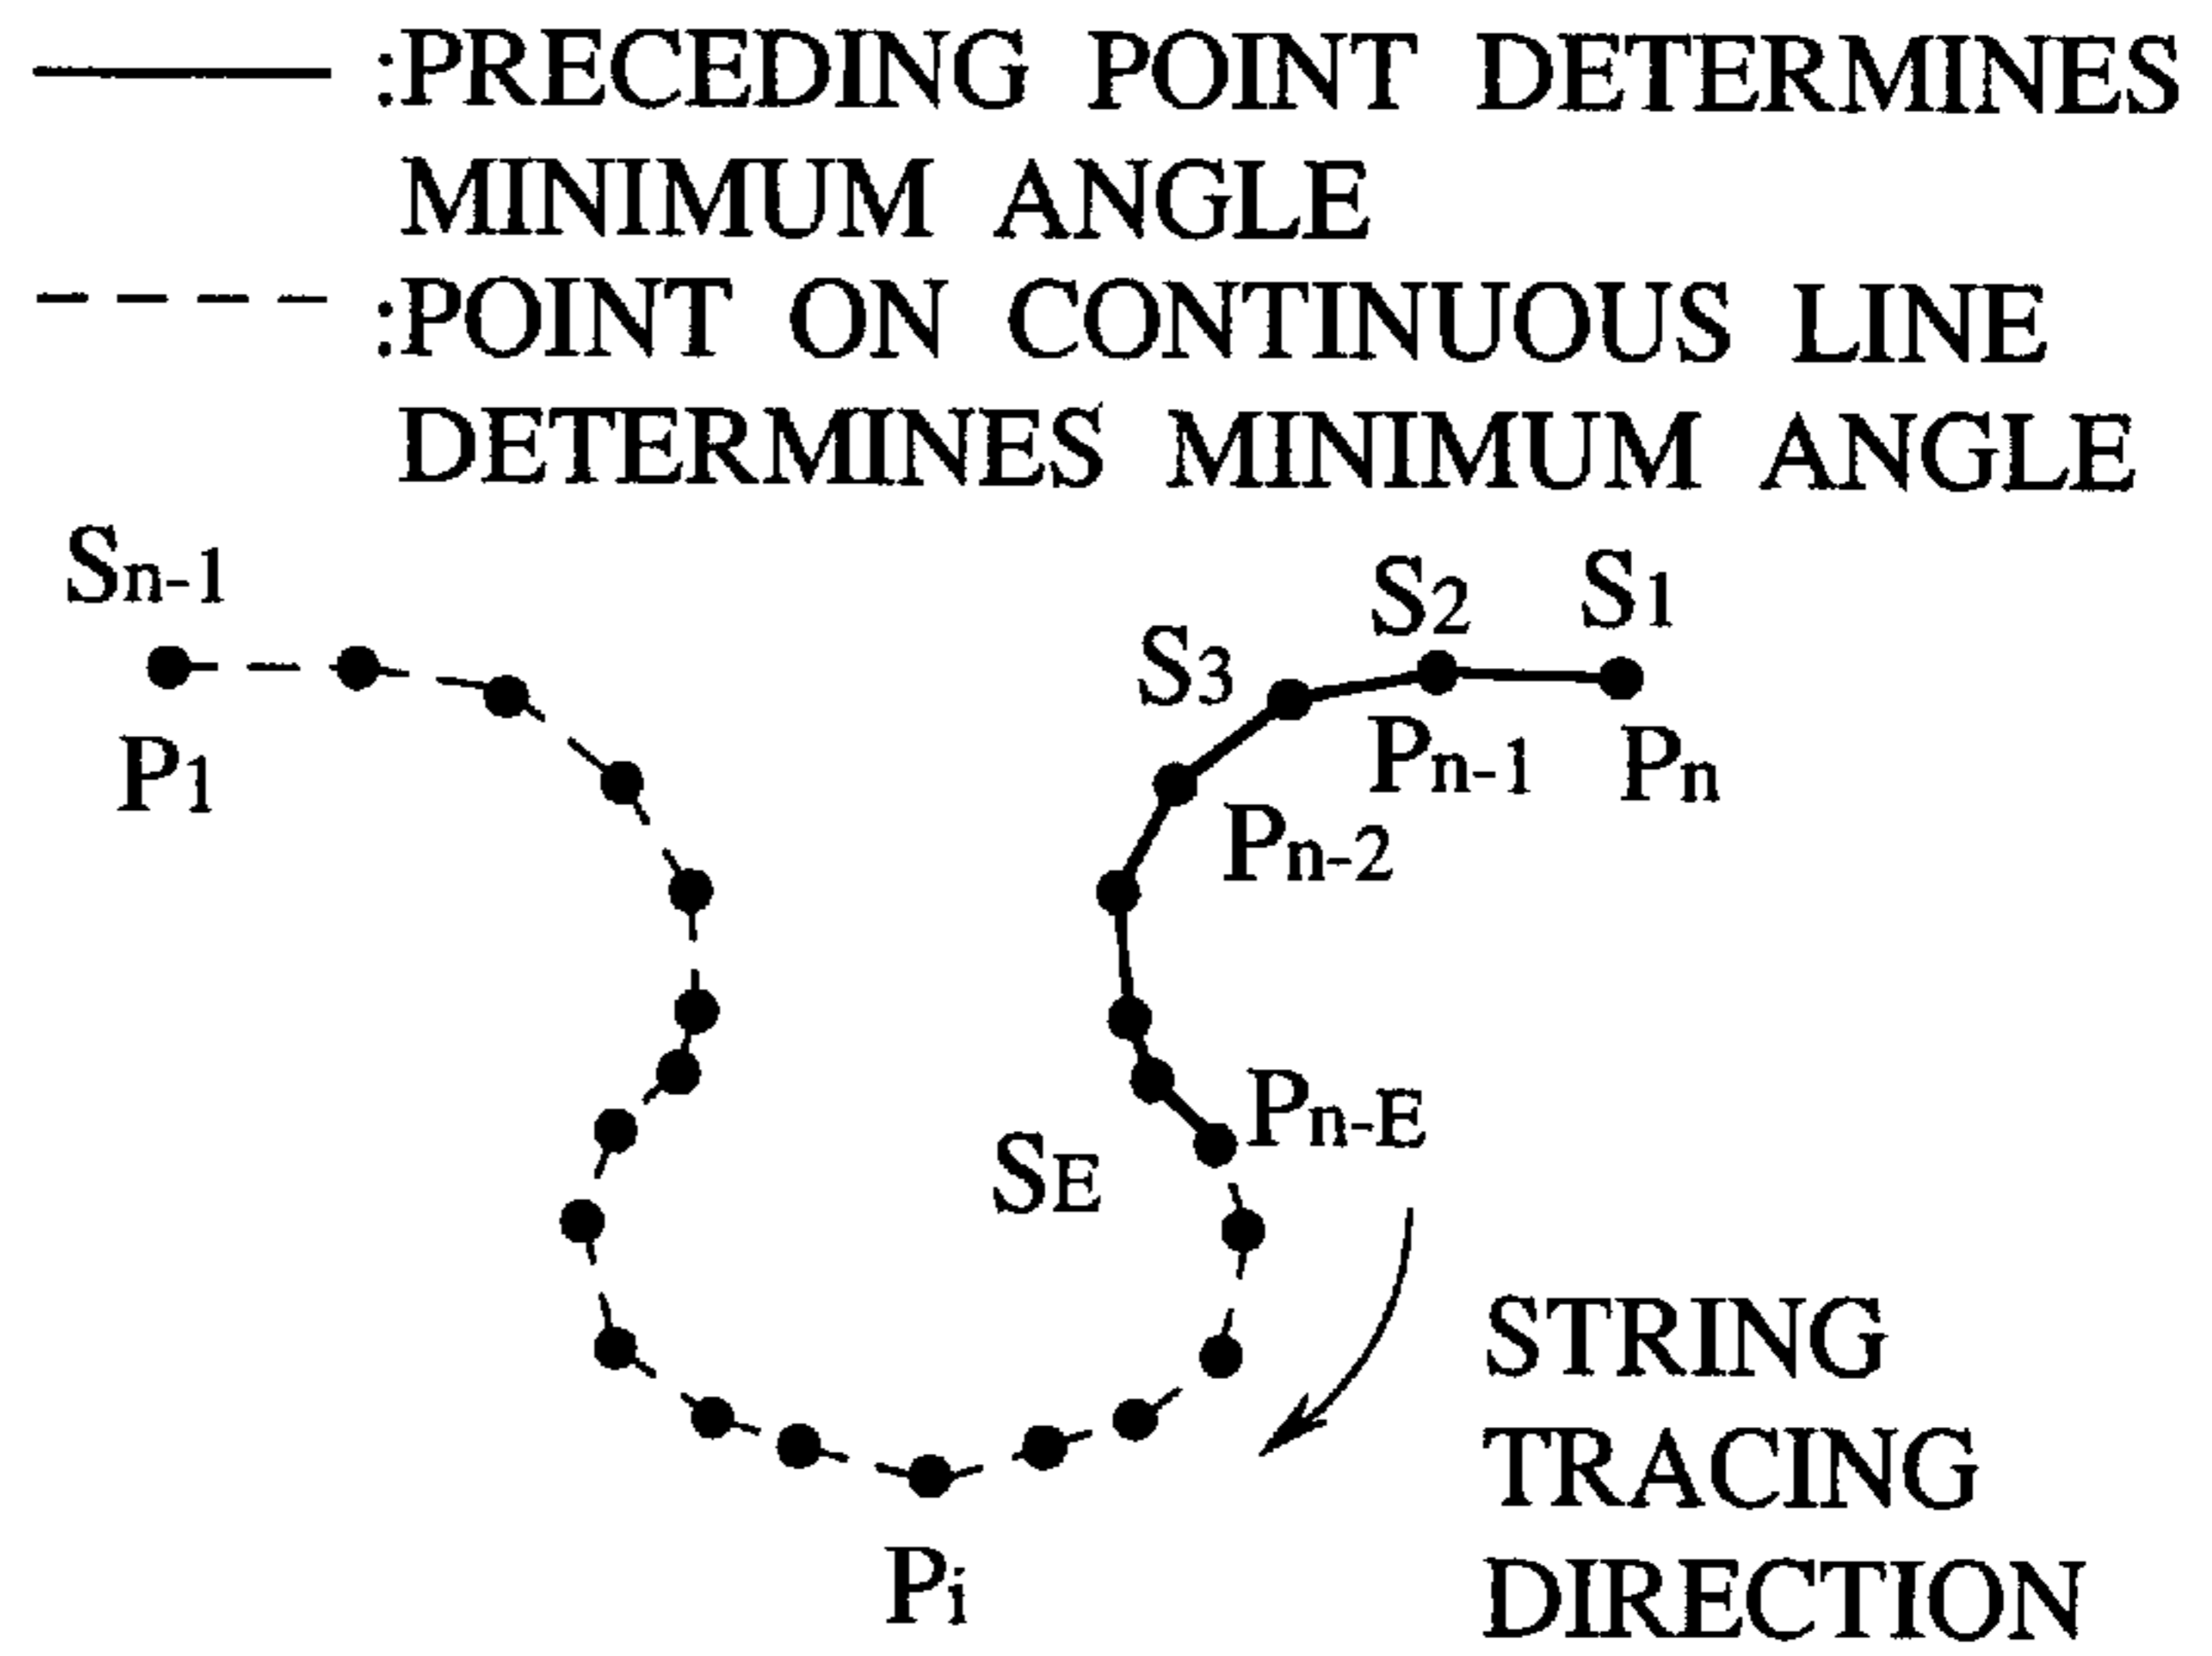 :PRECEDING POINT DETERMINES
MINIMUM ANGLE
:POINT ON CONTINUOUS LINE
DETERMINES MINIMUM ANGLE
Sn-1
S2
S1
S3
P1
Pn-1
Pn
Pn-2
Pn-E
SE
STRING
TRACING
DIRECTION
Pi